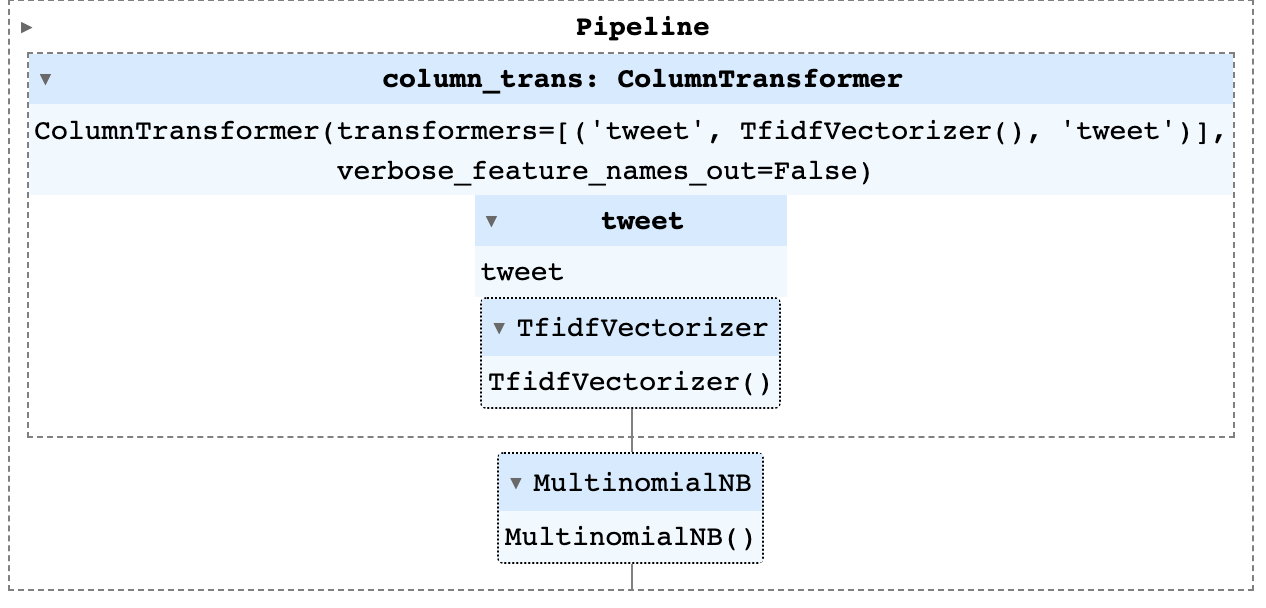 Pipeline
column_trans: ColumnTransformer
ColumnTransformer(transformers=[('tweet', TfidfVectorizer(), 'tweet')],
verbose_feature_names_out=False)
tweet
tweet
TfidfVectorizer
TfidfVectorizer()
MultinomialNB
MultinomialNB()